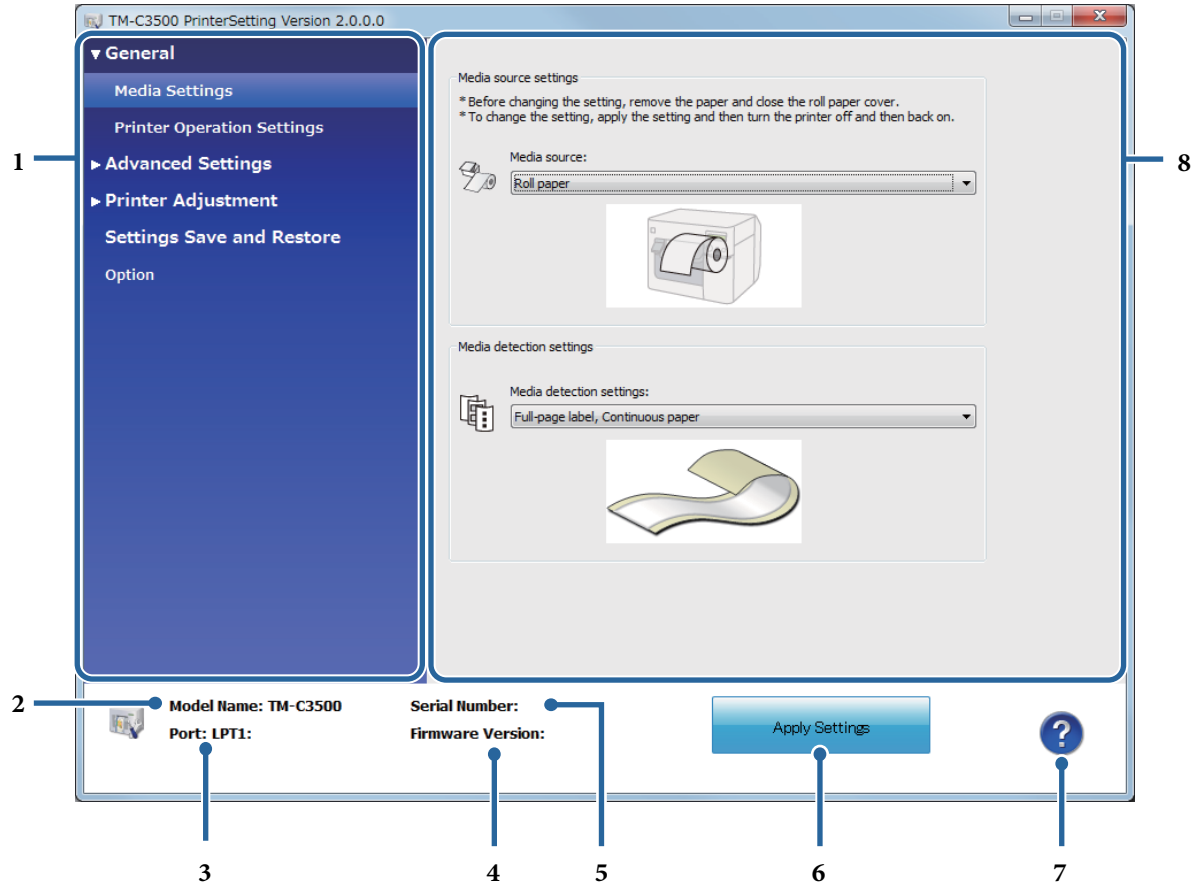 TM-C3500 PrinterSetting Version 2.0.0.0
▼ General
Media Settings
Printer Operation Settings
▶ Advanced Settings
▶ Printer Adjustment
Settings Save and Restore
Option
Media source settings
* Before changing the setting, remove the paper and close the roll paper cover.
* To change the setting, apply the setting and then turn the printer off and then back on.
Media source:
Roll paper
Media detection settings
Media detection settings:
Full-page label, Continuous paper
1
8
2
Model Name: TM-C3500
Serial Number:
Port: LPT1:
Firmware Version:
Apply Settings
?
3
4
5
6
7